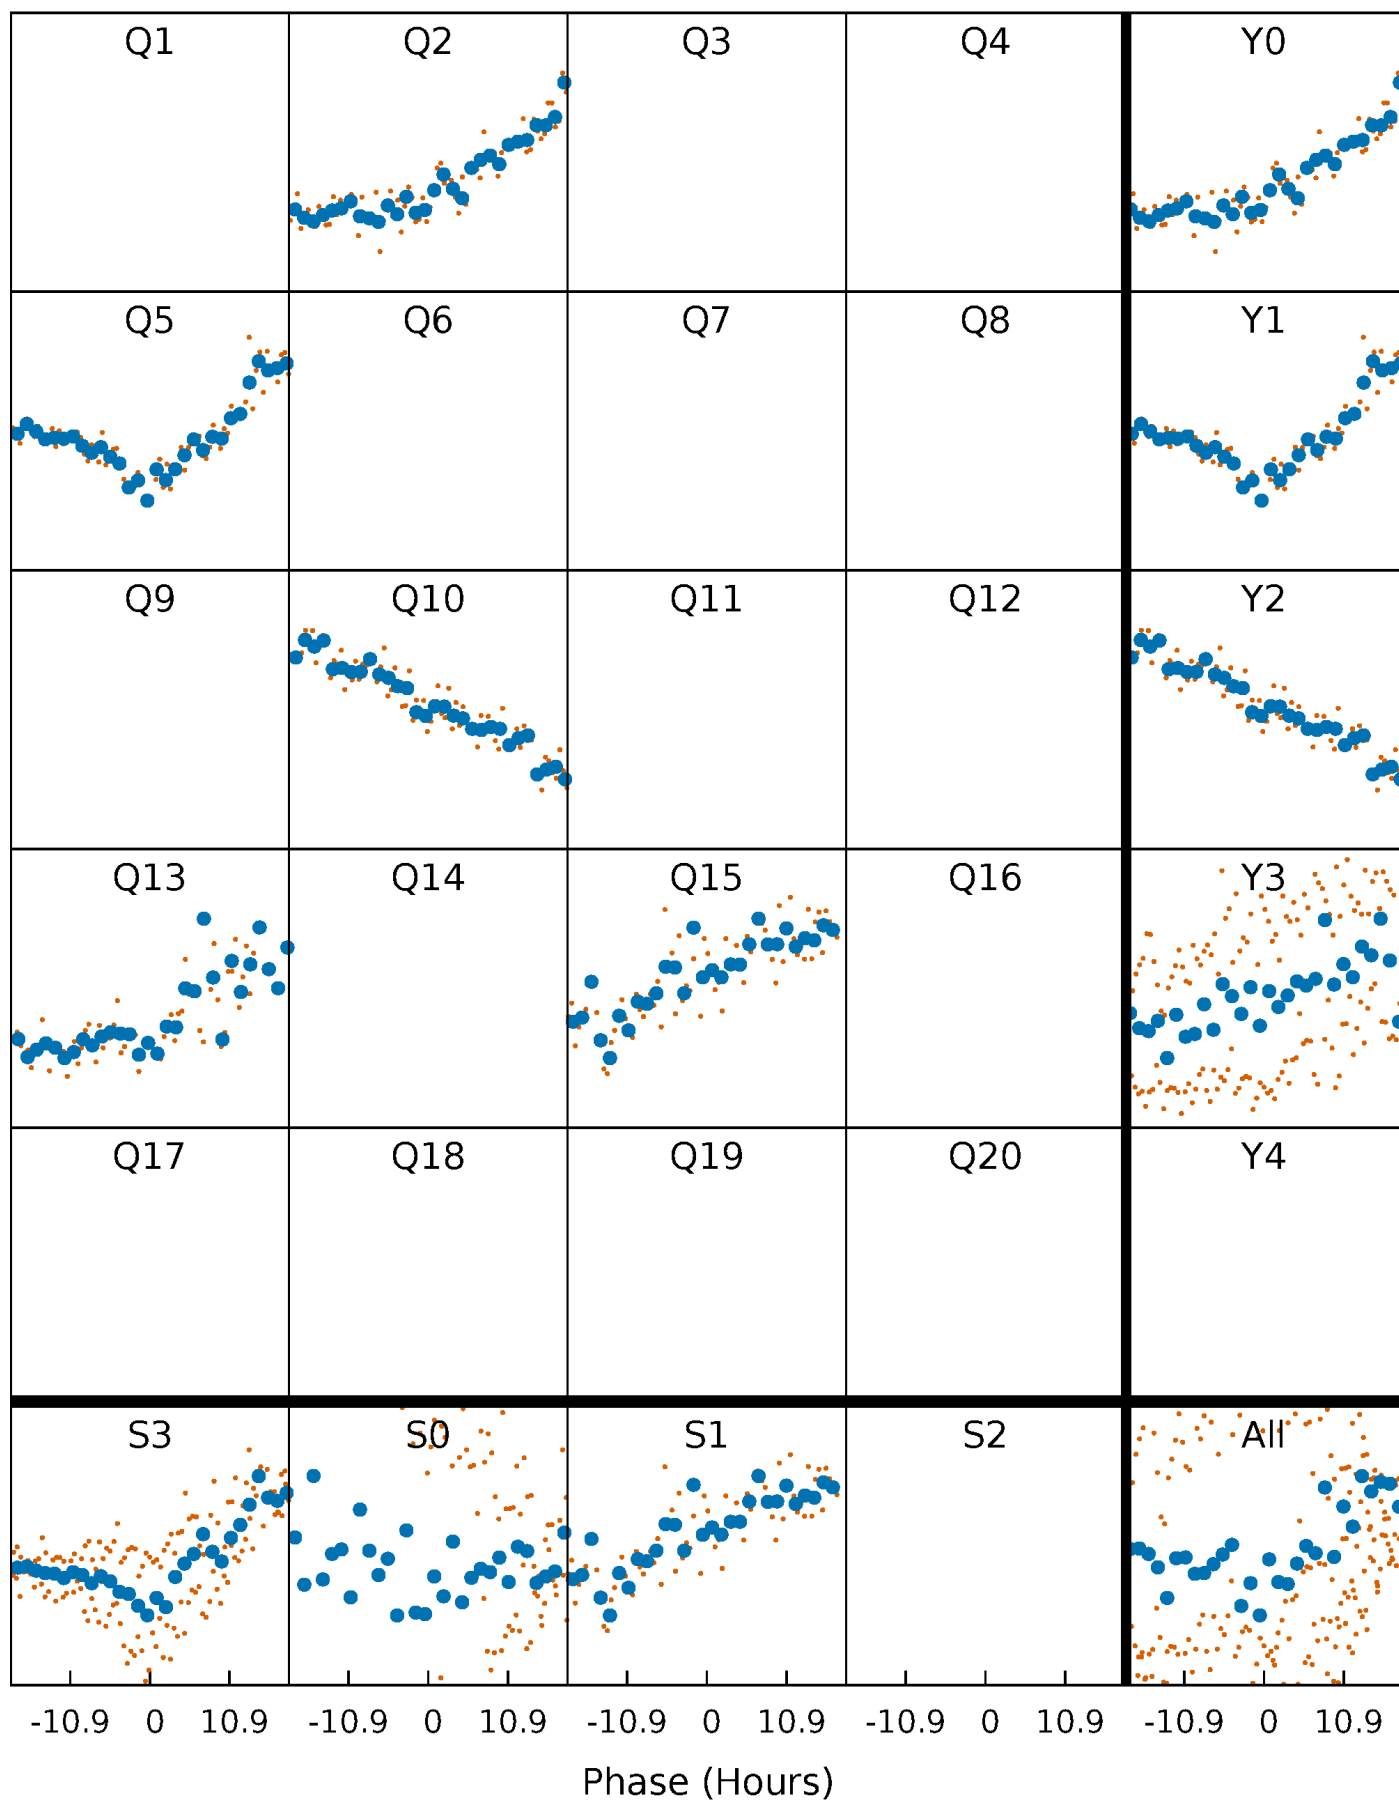 Q1 Q2 Q3 Q4 Y0
Q5 Q6 Q7 Q8 Y1
Q9 Q10 Q11 Q12 Y2
Q13 Q14 Q15 Q16 Y3
Q17 Q18 Q19 Q20 Y4
S3 S0 S1 S2 All
-10.9 0 10.9 -10.9 0 10.9 -10.9 0 10.9 -10.9 0 10.9 -10.9 0 10.9
Phase (Hours)